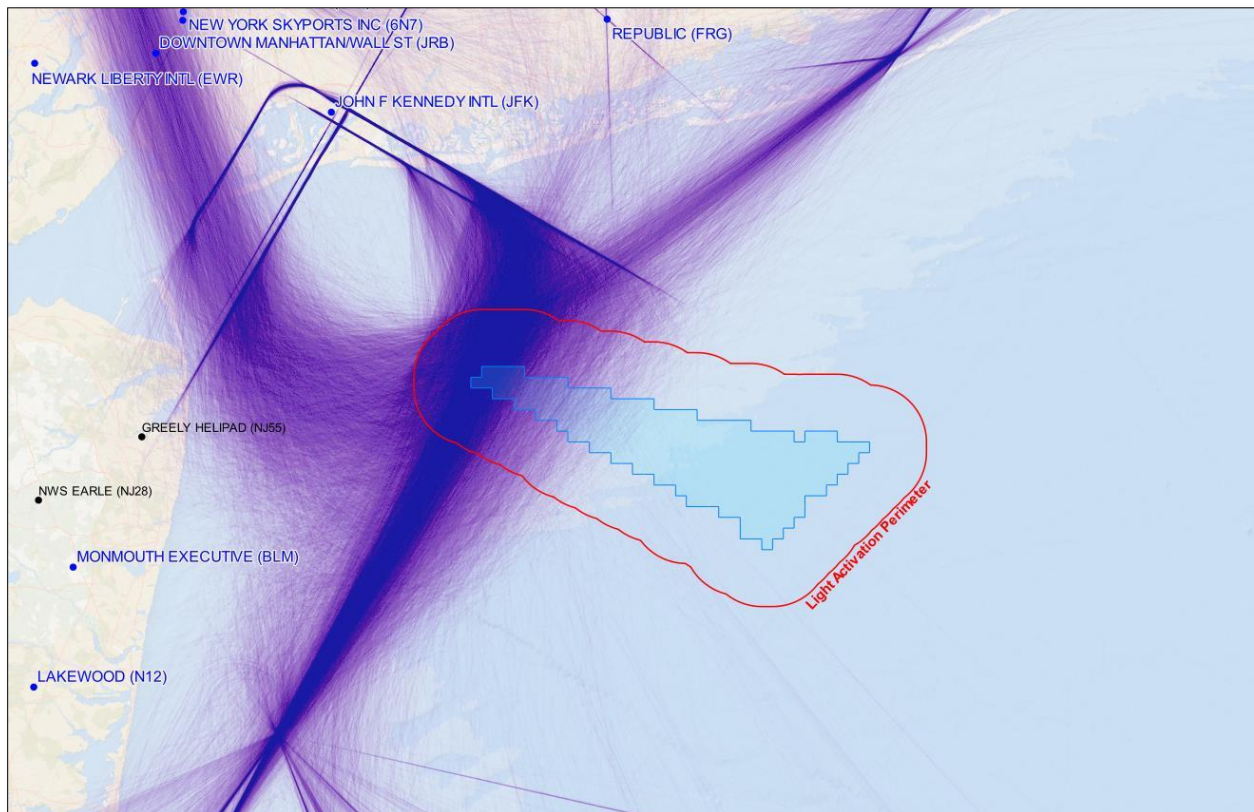 NEW YORK SKYPORTS INC (6N7)
DOWNTOWN MANHATTAN/WALL ST (JRB)
REPUBLIC (FRG)
NEWARK LIBERTY INTL (EWR)
JOHN F KENNEDY INTL (JFK)
GREELY HELIPAD (NJ55)
NWS EARLE (NJ28)
MONMOUTH EXECUTIVE (BLM)
Light Activation Perimeter
LAKEWOOD (N12)